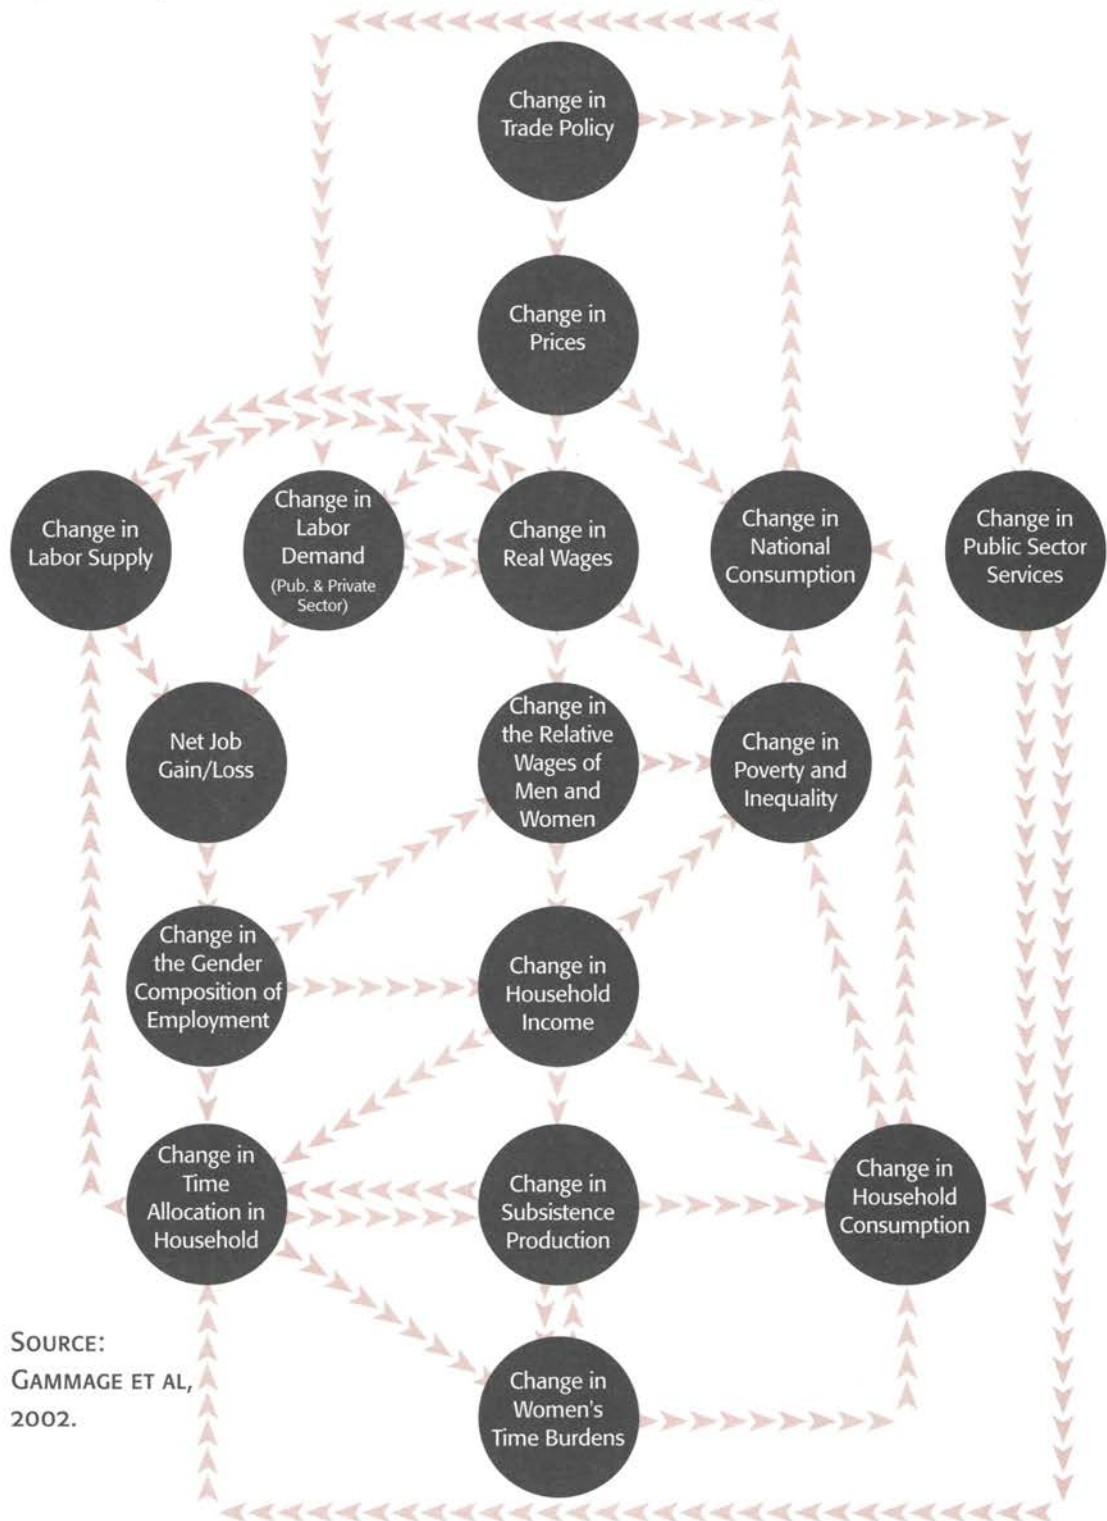 Change in
Trade Policy
Change in
Prices
Change in
Labor Supply
Change in
Labor
Demand
(Pub. & Private
Sector)
Change in
Real Wages
Change in
National
Consumption
Change in
Public Sector
Services
Net Job
Gain/Loss
Change in
the Relative
Wages of
Men and
Women
Change in
Poverty and
Inequality
Change in
the Gender
Composition of
Employment
Change in
Household
Income
Change in
Time
Allocation in
Household
Change in
Subsistence
Production
Change in
Household
Consumption
SOURCE:
GAMMAGE ET AL,
2002.
Change in
Women's
Time Burdens